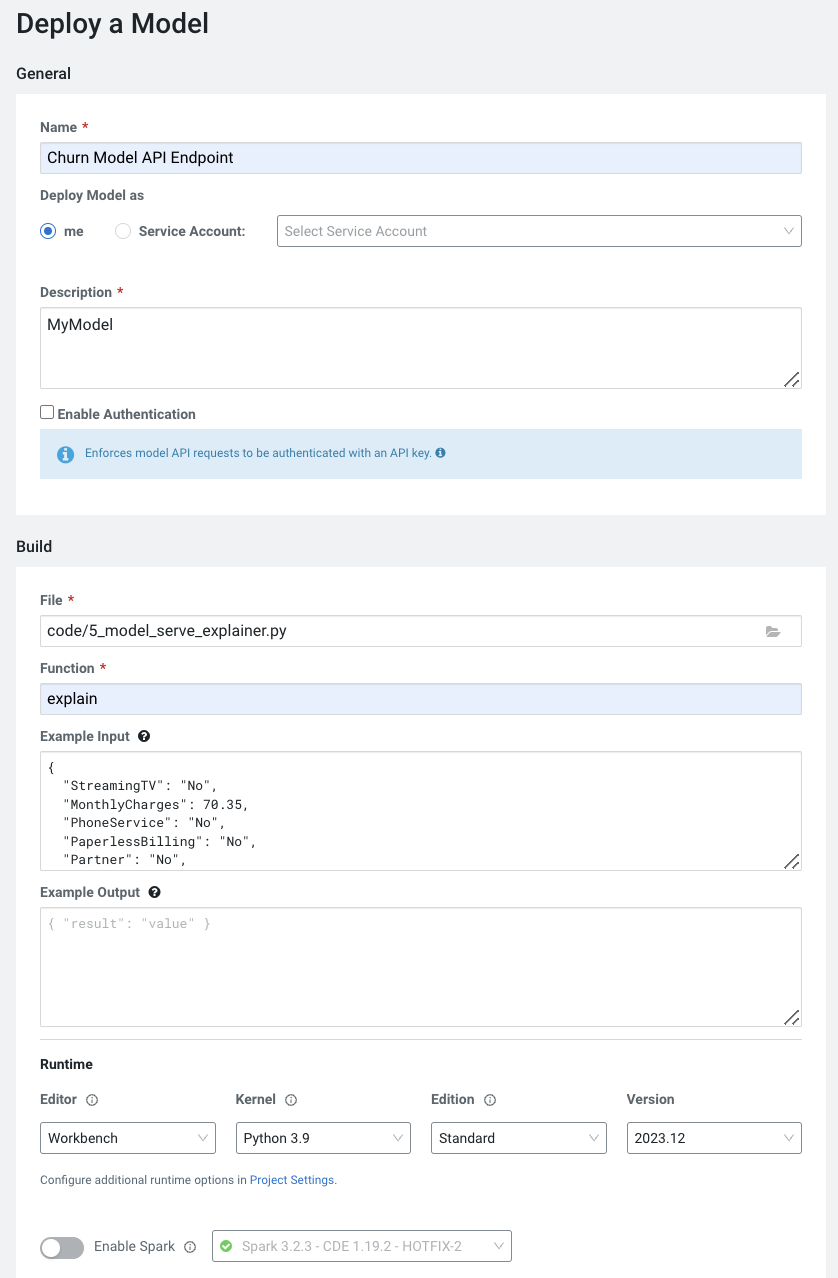 Deploy a Model
General
Name *
Churn Model API Endpoint
Deploy Model as
me Service Account: Select Service Account
Description *
MyModel
Enable Authentication
Enforces model API requests to be authenticated with an API key.
Build
File *
code/5_model_serve_explainer.py
Function *
explain
Example Input
{
"StreamingTV": "No",
"MonthlyCharges": 70.35,
"PhoneService": "No",
"PaperlessBilling": "No",
"Partner": "No",
Example Output
{ "result": "value" }
Runtime
Editor Kernel Edition Version
Workbench Python 3.9 Standard 2023.12
Configure additional runtime options in Project Settings.
Enable Spark Spark 3.2.3 - CDE 1.19.2 - HOTFIX-2